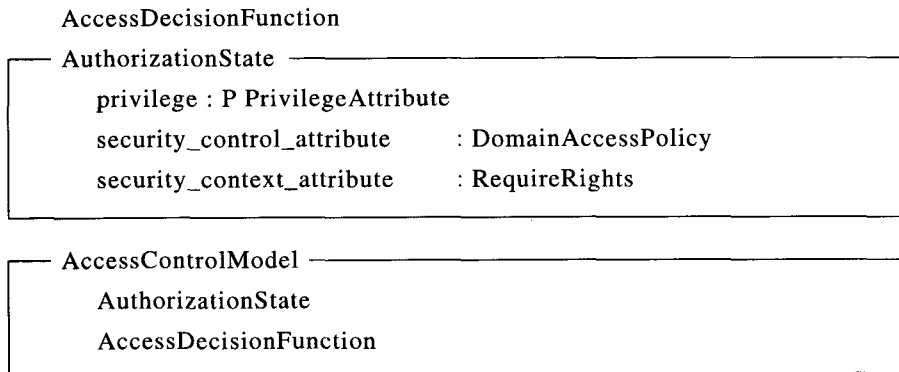 AccessDecisionFunction
AuthorizationState
privilege : P PrivilegeAttribute
security_control_attribute : DomainAccessPolicy
security_context_attribute : RequireRights
AccessControlModel
AuthorizationState
AccessDecisionFunction